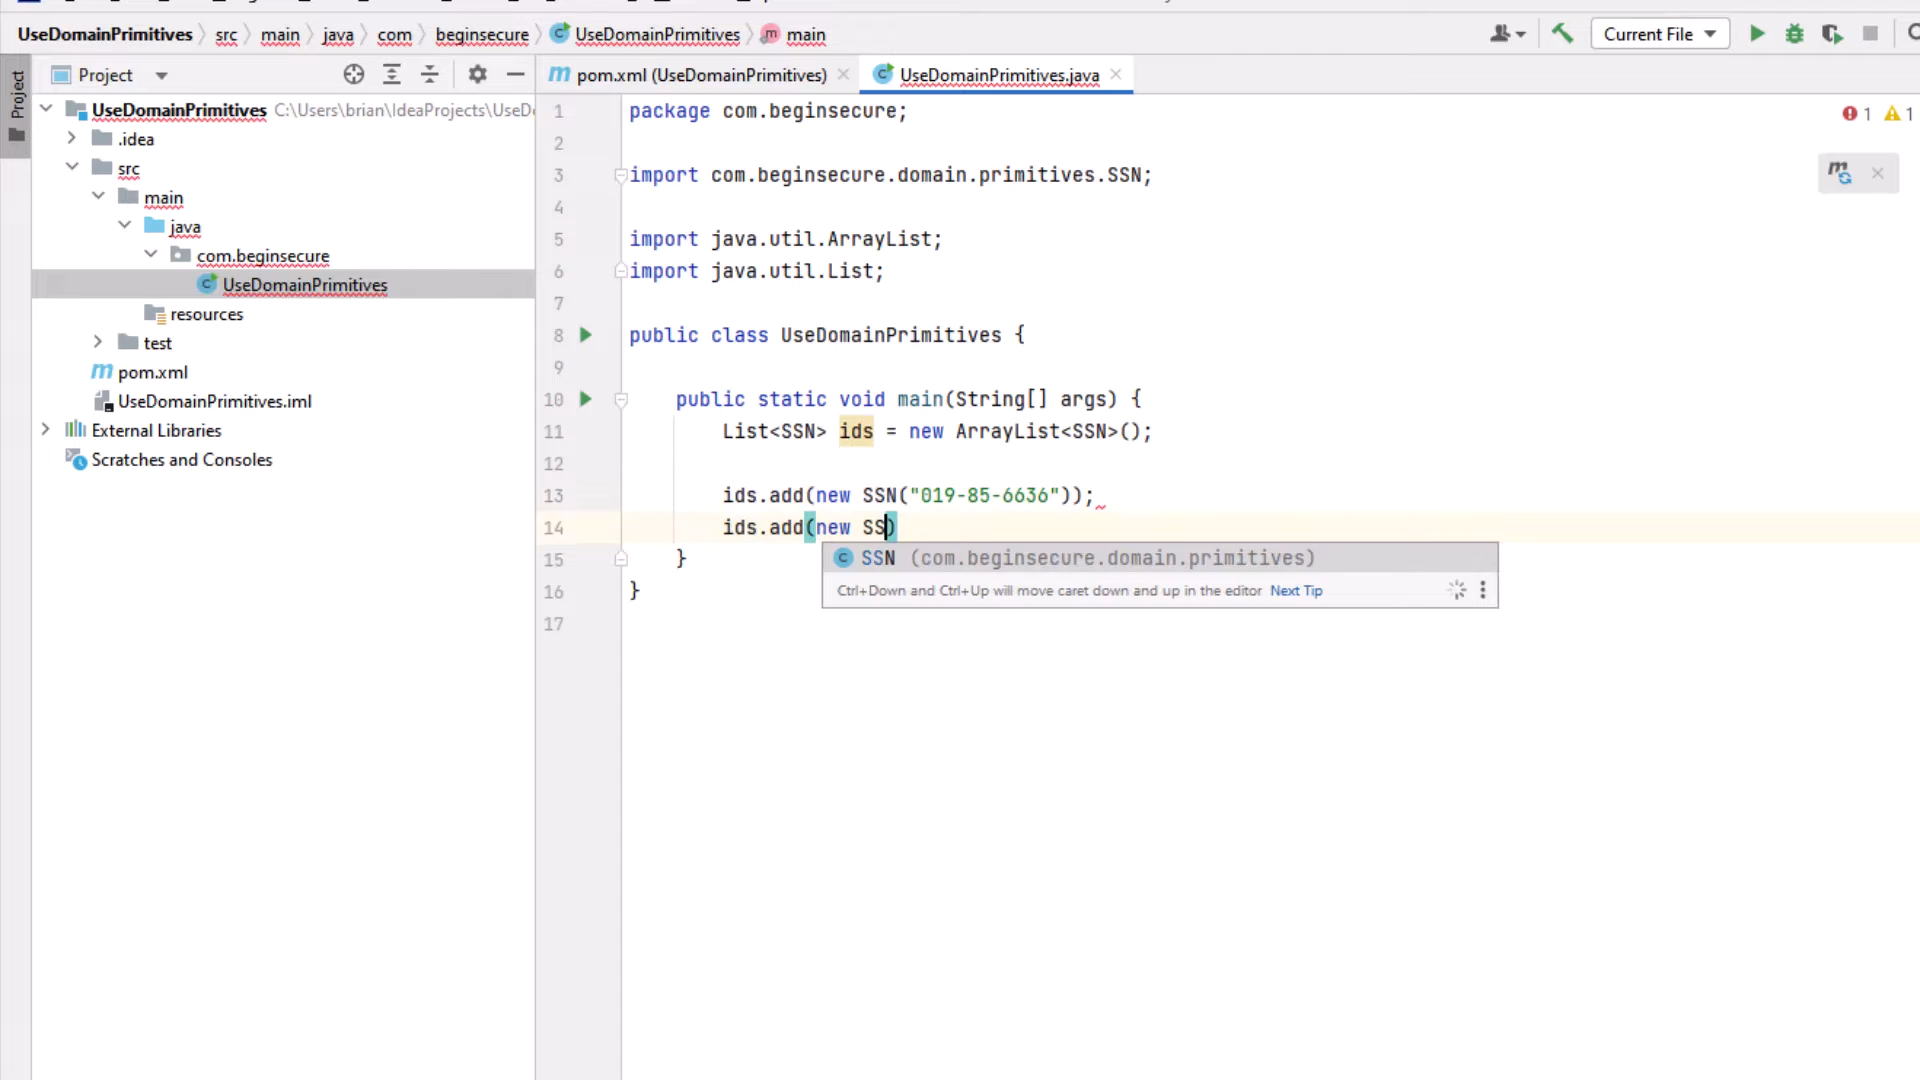 UseDomainPrimitives src main java com beginsecure UseDomainPrimitives main
Current File
Project
Project
pom.xml (UseDomainPrimitives)
UseDomainPrimitives.java
UseDomainPrimitives C:\Users\brian\IdeaProjects\UseD
.idea
src
main
java
com.beginsecure
UseDomainPrimitives
resources
test
pom.xml
UseDomainPrimitives.iml
External Libraries
Scratches and Consoles
1 package com.beginsecure;
2
3 import com.beginsecure.domain.primitives.SSN;
4
5 import java.util.ArrayList;
6 import java.util.List;
7
8 public class UseDomainPrimitives {
9
10 public static void main(String[] args) {
11 List<SSN> ids = new ArrayList<SSN>();
12
13 ids.add(new SSN("019-85-6636"));
14 ids.add(new SS)
15 }
16 }
17
SSN (com.beginsecure.domain.primitives)
Ctrl+Down and Ctrl+Up will move caret down and up in the editor Next Tip
1 1